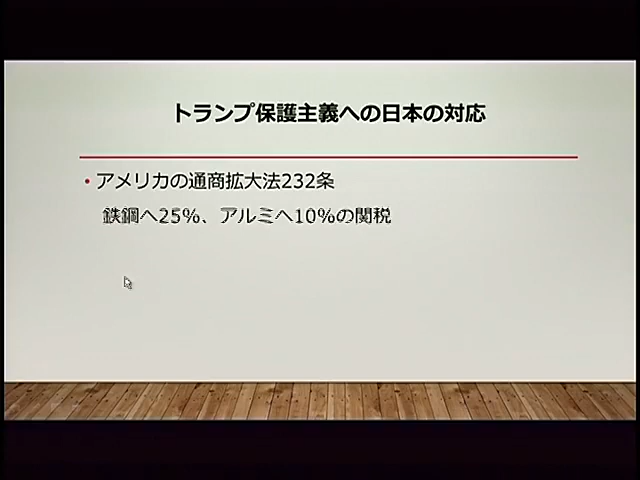 トランプ保護主義への日本の対応
• アメリカの通商拡大法232条
鉄鋼へ25%、アルミへ10%の関税